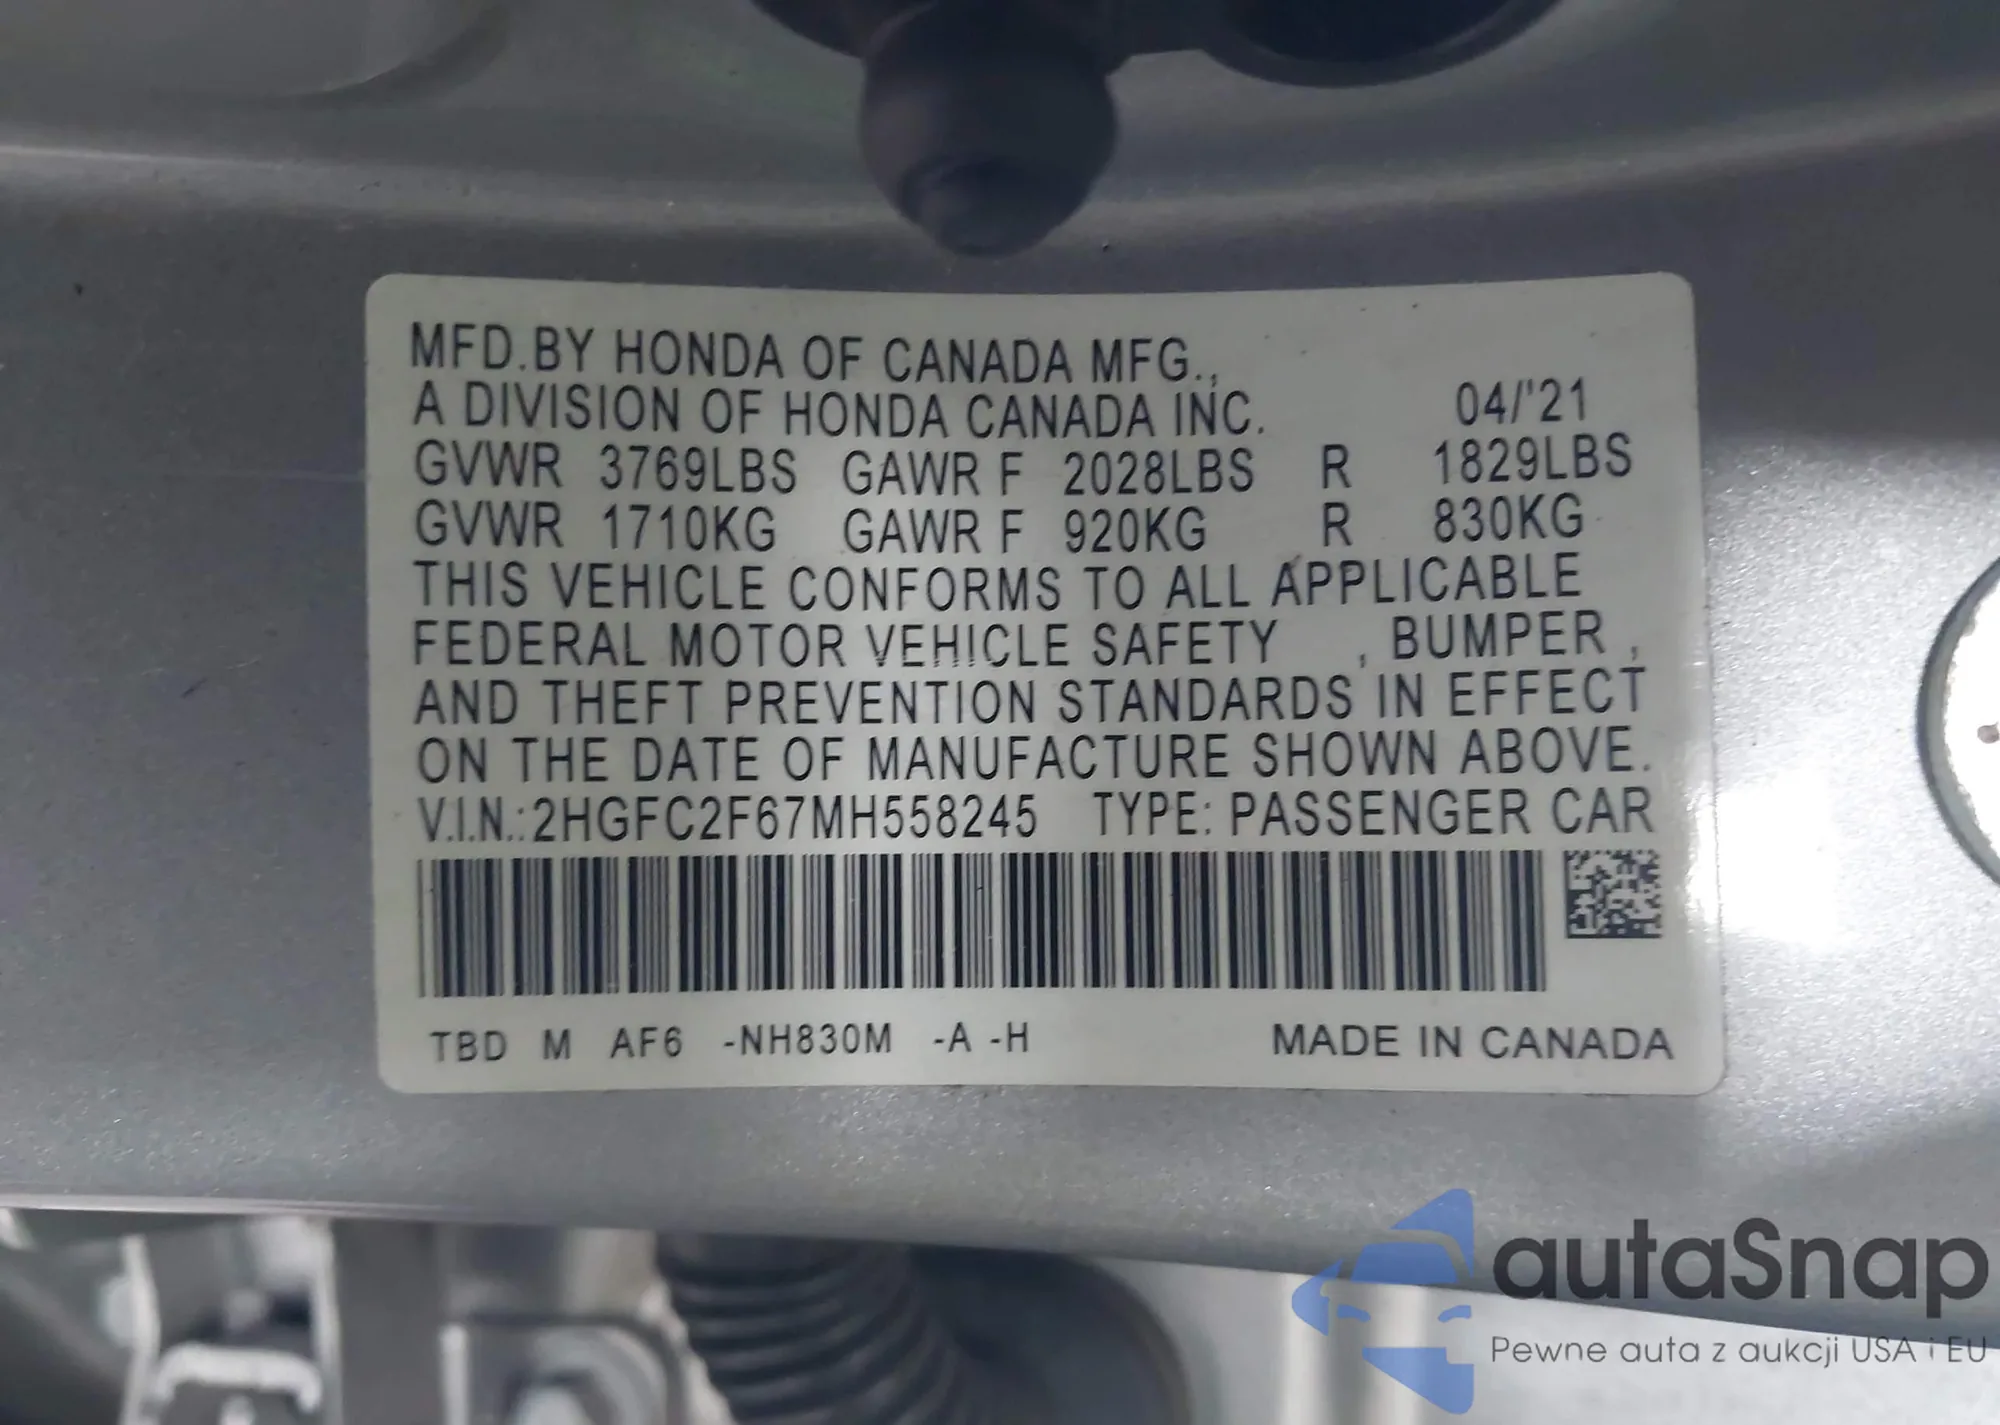 MFD.BY HONDA OF CANADA MFG.,
A DIVISION OF HONDA CANADA INC. 04/'21
GVWR 3769LBS GAWR F 2028LBS R 1829LBS
GVWR 1710KG GAWR F 920KG R 830KG
THIS VEHICLE CONFORMS TO ALL APPLICABLE
FEDERAL MOTOR VEHICLE SAFETY , BUMPER ,
AND THEFT PREVENTION STANDARDS IN EFFECT
ON THE DATE OF MANUFACTURE SHOWN ABOVE.
V.I.N.:2HGFC2F67MH558245 TYPE: PASSENGER CAR
TBD M AF6 -NH830M -A -H MADE IN CANADA
autaSnap
Pewne auta z aukcji USA i EU